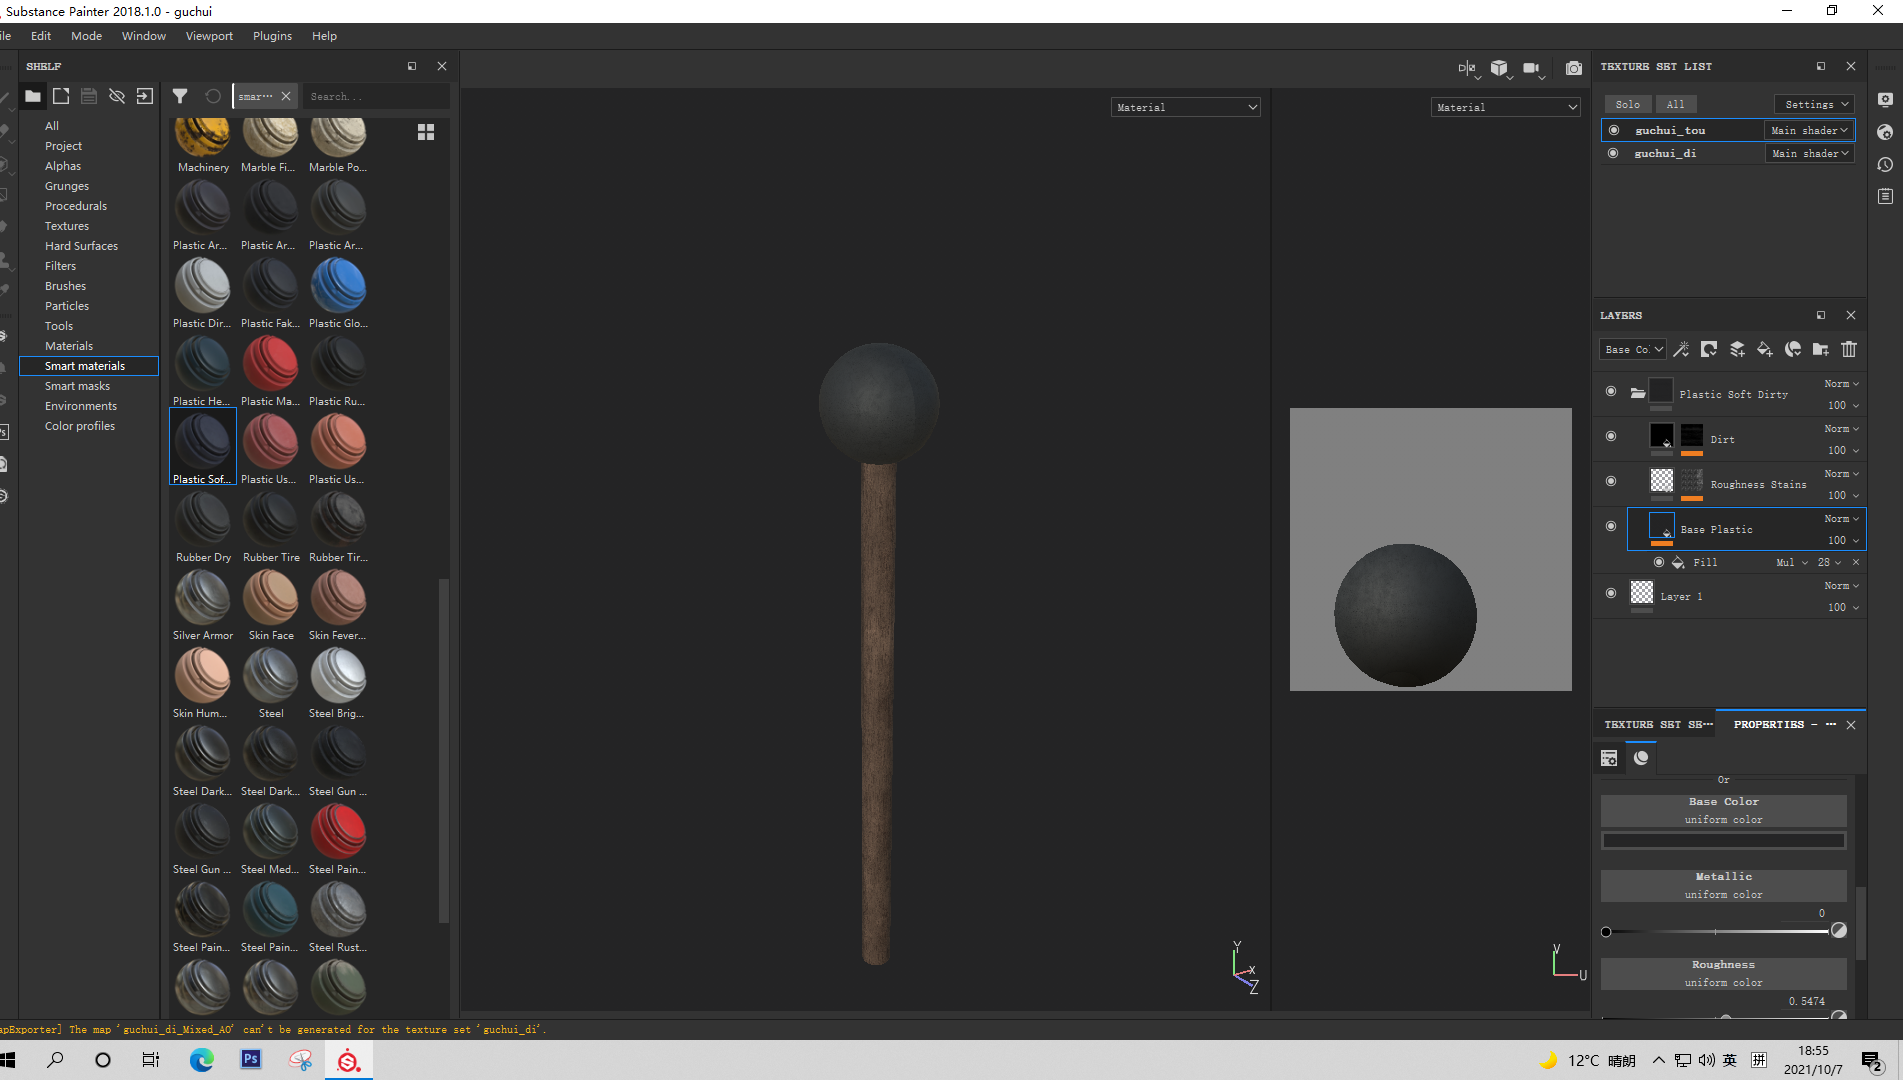 Substance Painter 2018.1.0 - guchui
ile Edit Mode Window Viewport Plugins Help
SHELF
smar⋯
Search...
All
Project
Alphas
Grunges
Procedurals
Textures
Hard Surfaces
Filters
Brushes
Particles
Tools
Materials
Smart materials
Smart masks
Environments
Color profiles
Machinery Marble Fi... Marble Po...
Plastic Ar... Plastic Ar... Plastic Ar...
Plastic Dir... Plastic Fak... Plastic Glo...
Plastic He... Plastic Ma... Plastic Ru...
Plastic Sof... Plastic Us... Plastic Us...
Rubber Dry Rubber Tire Rubber Tir...
Silver Armor Skin Face Skin Fever...
Skin Hum... Steel Steel Brig...
Steel Dark... Steel Dark... Steel Gun ...
Steel Gun ... Steel Med... Steel Pain...
Steel Pain... Steel Pain... Steel Rust...
Material
Y
X
Z
Material
V
U
TEXTURE SET LIST
Solo All Settings
guchui_tou Main shader
guchui_di Main shader
LAYERS
Base Co
Plastic Soft Dirty Norm 100
Dirt Norm 100
Roughness Stains Norm 100
Base Plastic Norm 100
Fill Mul 28
Layer 1 Norm 100
TEXTURE SET SE⋯ PROPERTIES - ⋯
Or
Base Color
uniform color
Metallic
uniform color
0
Roughness
uniform color
0.5474
apExporter] The map 'guchui_di_Mixed_AO' can't be generated for the texture set 'guchui_di'.
Ps
12°C 晴朗
英
拼
18:55
2021/10/7
2